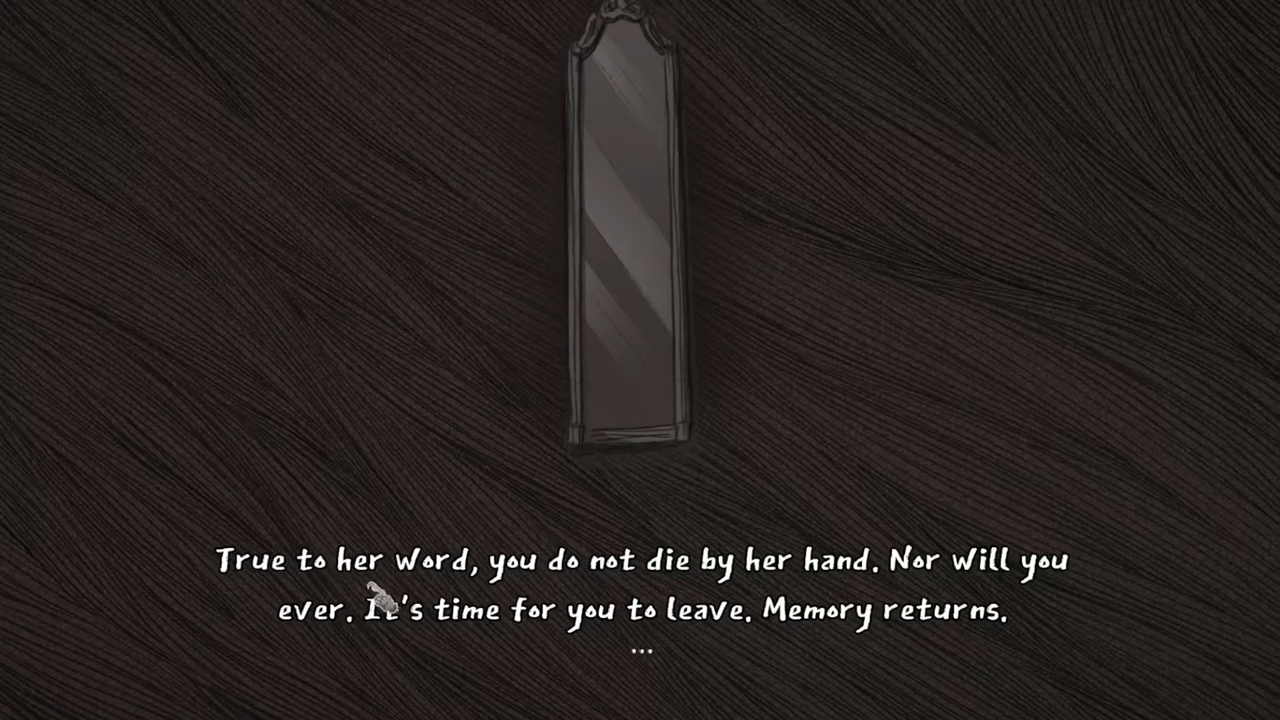 True to her word, you do not die by her hand. Nor will you
ever. It's time for you to leave. Memory returns.
...